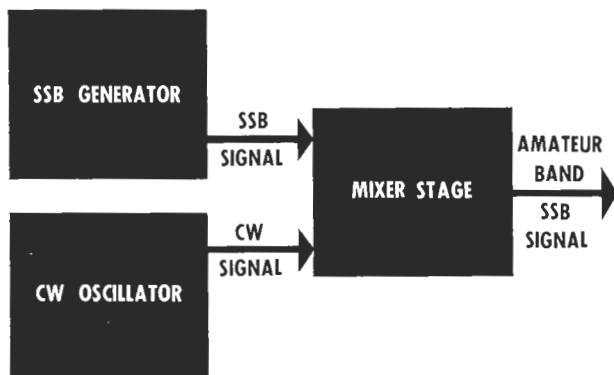 SSB GENERATOR
SSB
SIGNAL
CW OSCILLATOR
CW
SIGNAL
MIXER STAGE
AMATEUR
BAND
SSB
SIGNAL